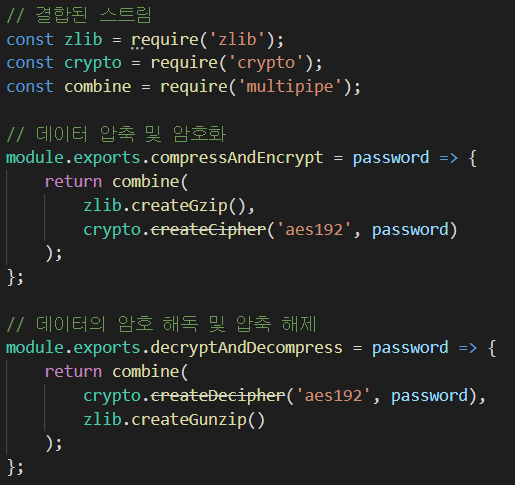 // 결합된 스트림
const zlib = require('zlib');
const crypto = require('crypto');
const combine = require('multipipe');
// 데이터 압축 및 암호화
module.exports.compressAndEncrypt = password => {
return combine(
zlib.createGzip(),
crypto.createCipher('aes192', password)
);
};
// 데이터의 암호 해독 및 압축 해제
module.exports.decryptAndDecompress = password => {
return combine(
crypto.createDecipher('aes192', password),
zlib.createGunzip()
);
};